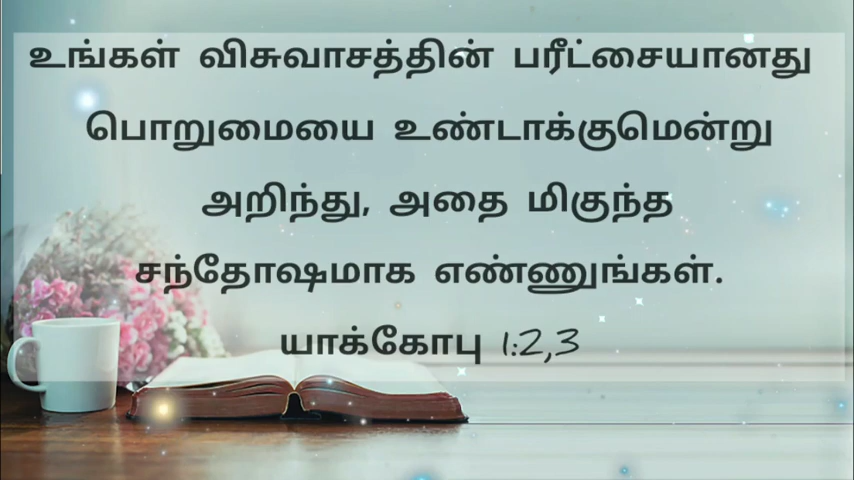 உங்கள் விசுவாசத்தின் பரீட்சையானது
பொறுமையை உண்டாக்குமென்று
அறிந்து, அதை மிகுந்த
சந்தோஷமாக எண்ணுங்கள்.
யாக்கோபு 1:2,3